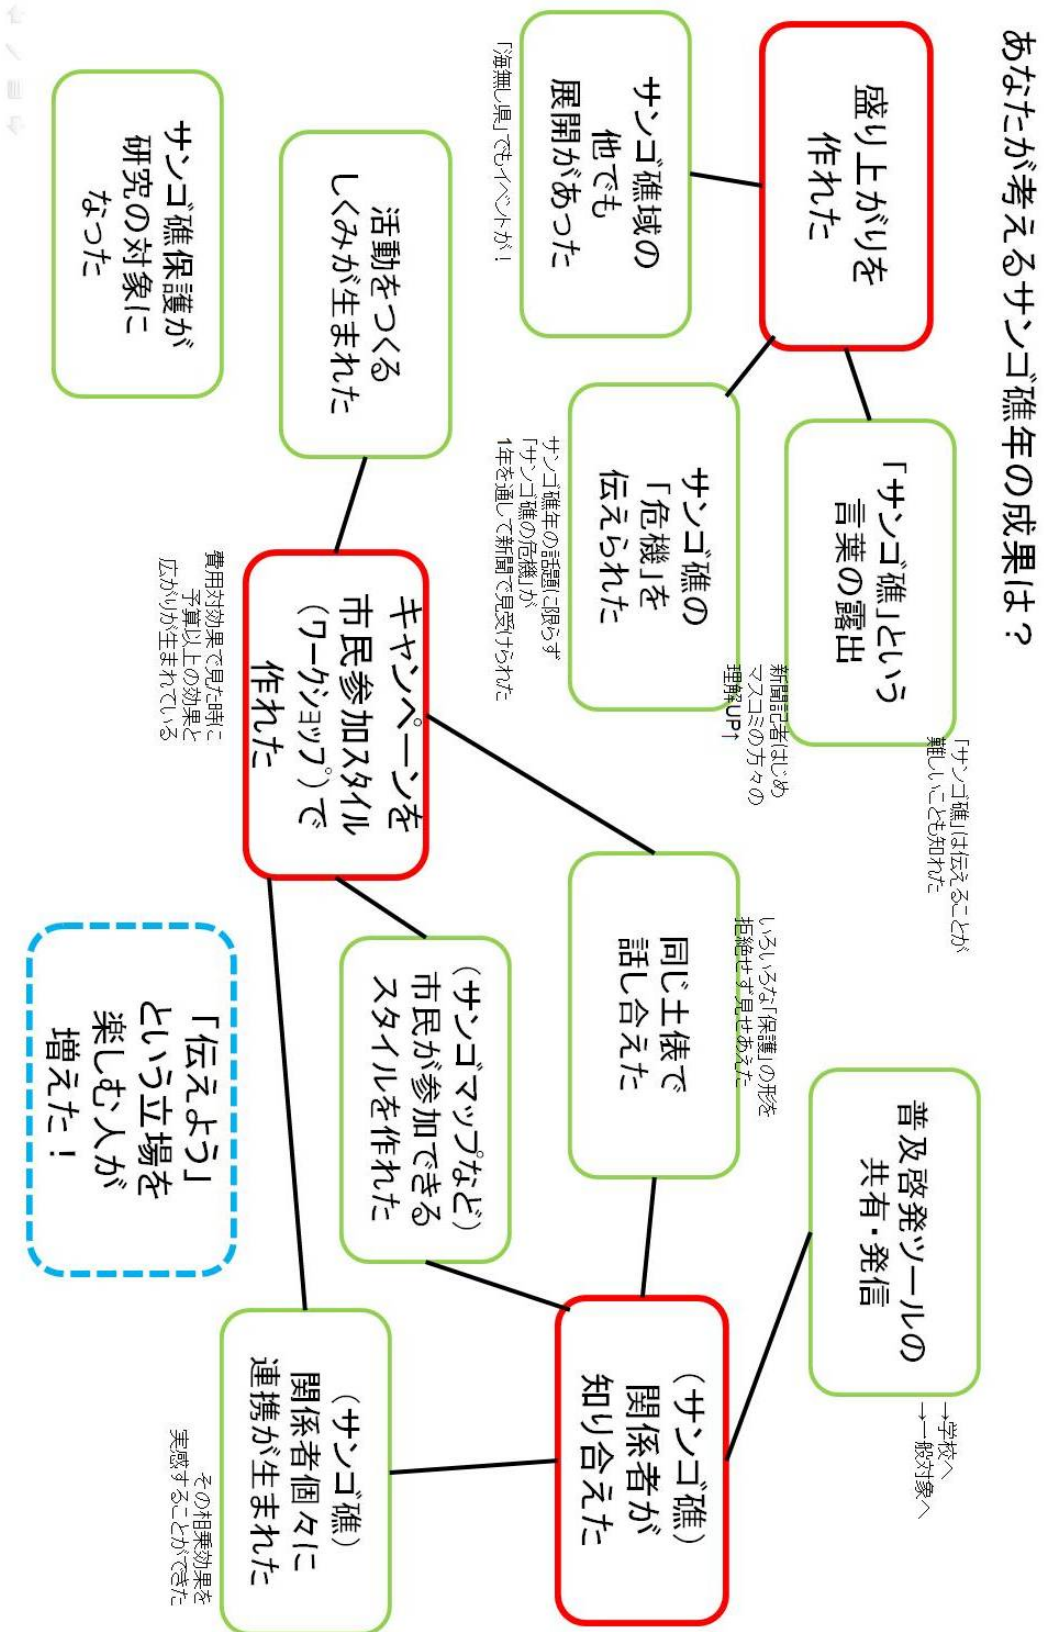 あなたが考えるサンゴ礁年の成果は？
盛り上がりを
作れた
「サンゴ礁」という
言葉の露出
「サンゴ礁」は伝えることが
難しいことも知れた
新聞記者はじめ
マスコミの方々の
理解UP↑
サンゴ礁域の
他でも
展開があった
「海無し県」でもイベントが！
サンゴ礁の
「危機」を
伝えられた
サンゴ礁年の話題に限らず
「サンゴ礁の危機」が
1年を通して新聞で見受けられた
普及啓発ツールの
共有・発信
→学校へ
→一般対象へ
いろいろな「保護」の形を
拒絶せず見せあえた
同じ土俵で
話し合えた
（サンゴ礁）
関係者が
知り合えた
活動をつくる
しくみが生まれた
キャンペーンを
市民参加スタイル
（ワークショップ）で
作れた
費用対効果で見た時に
予算以上の効果と
広がりが生まれている
（サンゴマップなど）
市民が参加できる
スタイルを作れた
（サンゴ礁）
関係者個々に
連携が生まれた
その相乗効果を
実感することができた
サンゴ礁保護が
研究の対象に
なった
「伝えよう」
という立場を
楽しむ人が
増えた！